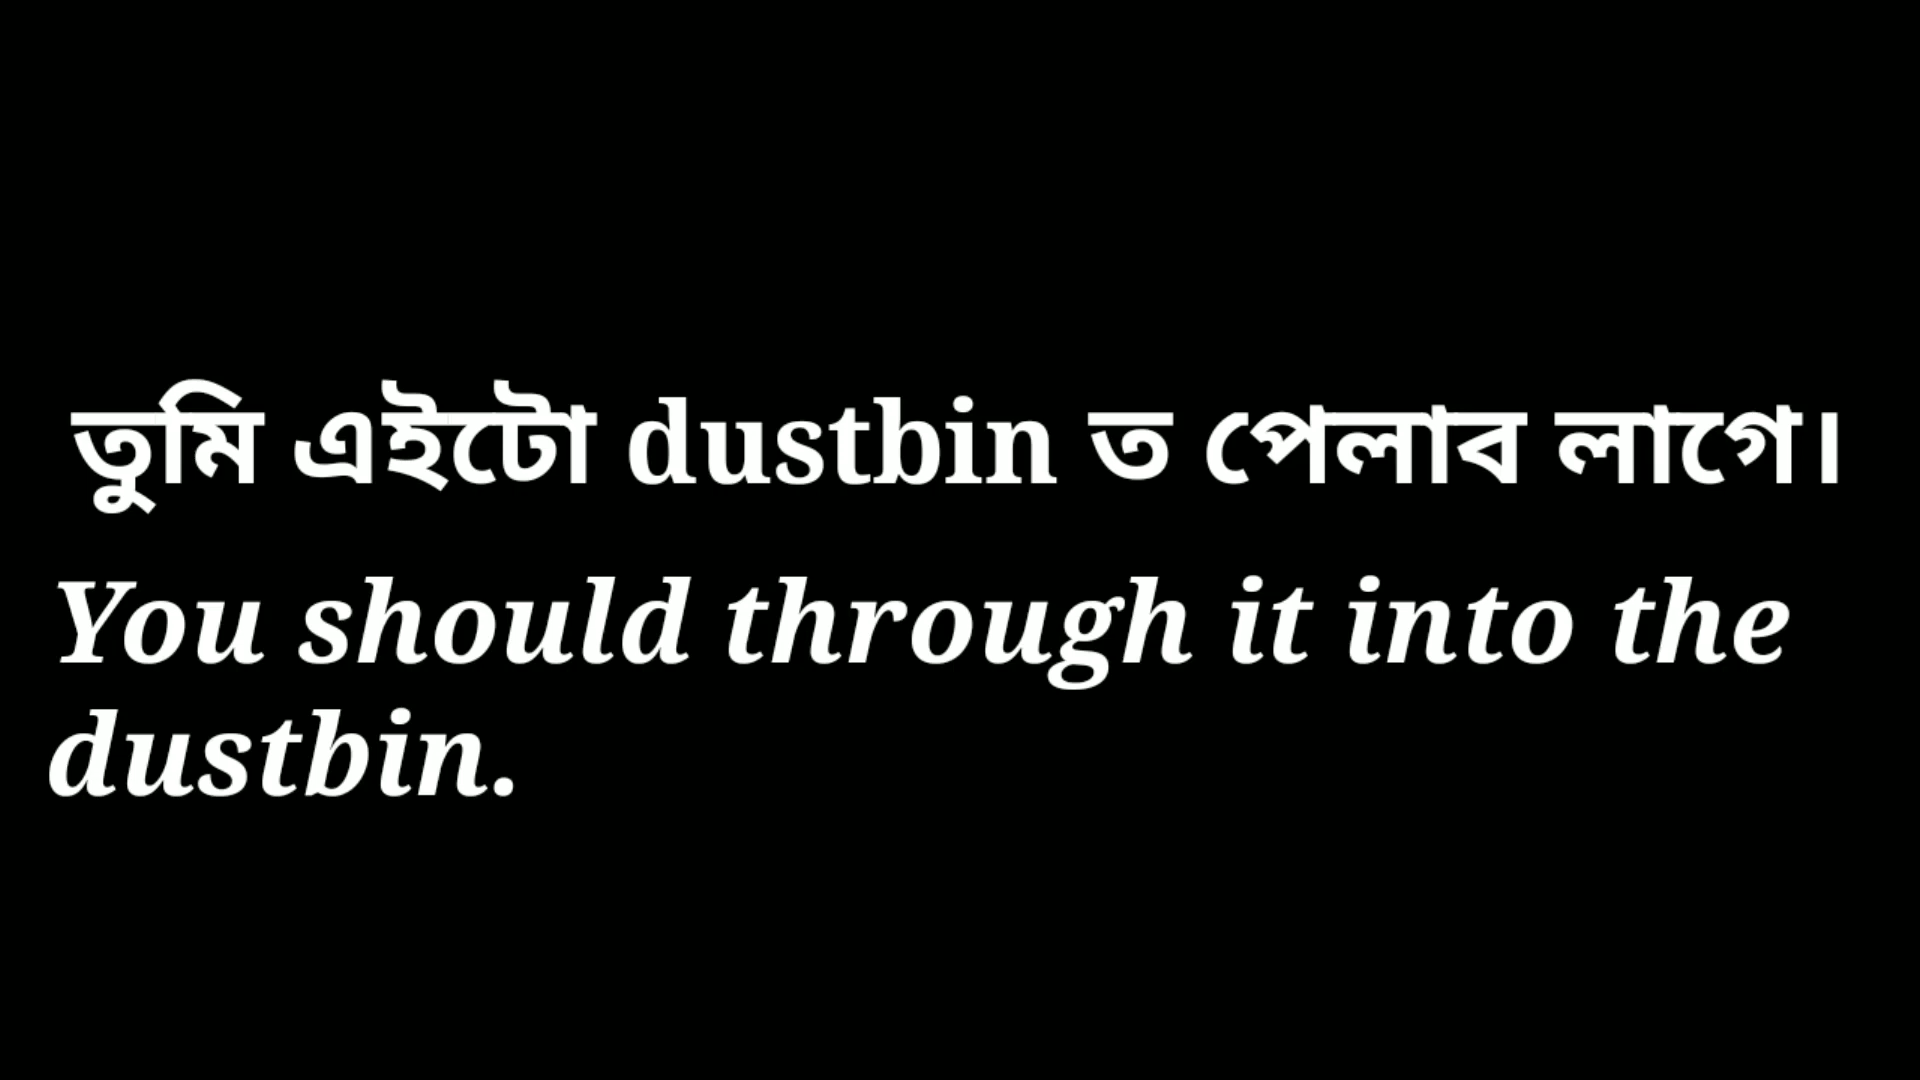 তুমি এইটো dustbin ত পেলাব লাগে।
You should through it into the
dustbin.